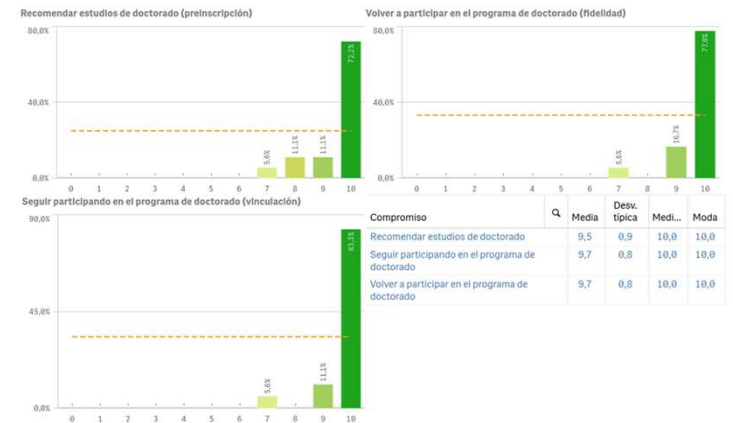 Recomendar estudios de doctorado (preinscripción)
80,0%
40,0%
0,0%
5,6%
11,1%
11,1%
72,2%
0 1 2 3 4 5 6 7 8 9 10
Volver a participar en el programa de doctorado (fidelidad)
80,0%
40,0%
0,0%
5,6%
16,7%
77,8%
0 1 2 3 4 5 6 7 8 9 10
Seguir participando en el programa de doctorado (vinculación)
90,0%
45,0%
0,0%
5,6%
11,1%
83,3%
0 1 2 3 4 5 6 7 8 9 10
Compromiso Media Desv. típica Medi... Moda
Recomendar estudios de doctorado 9,5 0,9 10,0 10,0
Seguir participando en el programa de
doctorado 9,7 0,8 10,0 10,0
Volver a participar en el programa de
doctorado 9,7 0,8 10,0 10,0